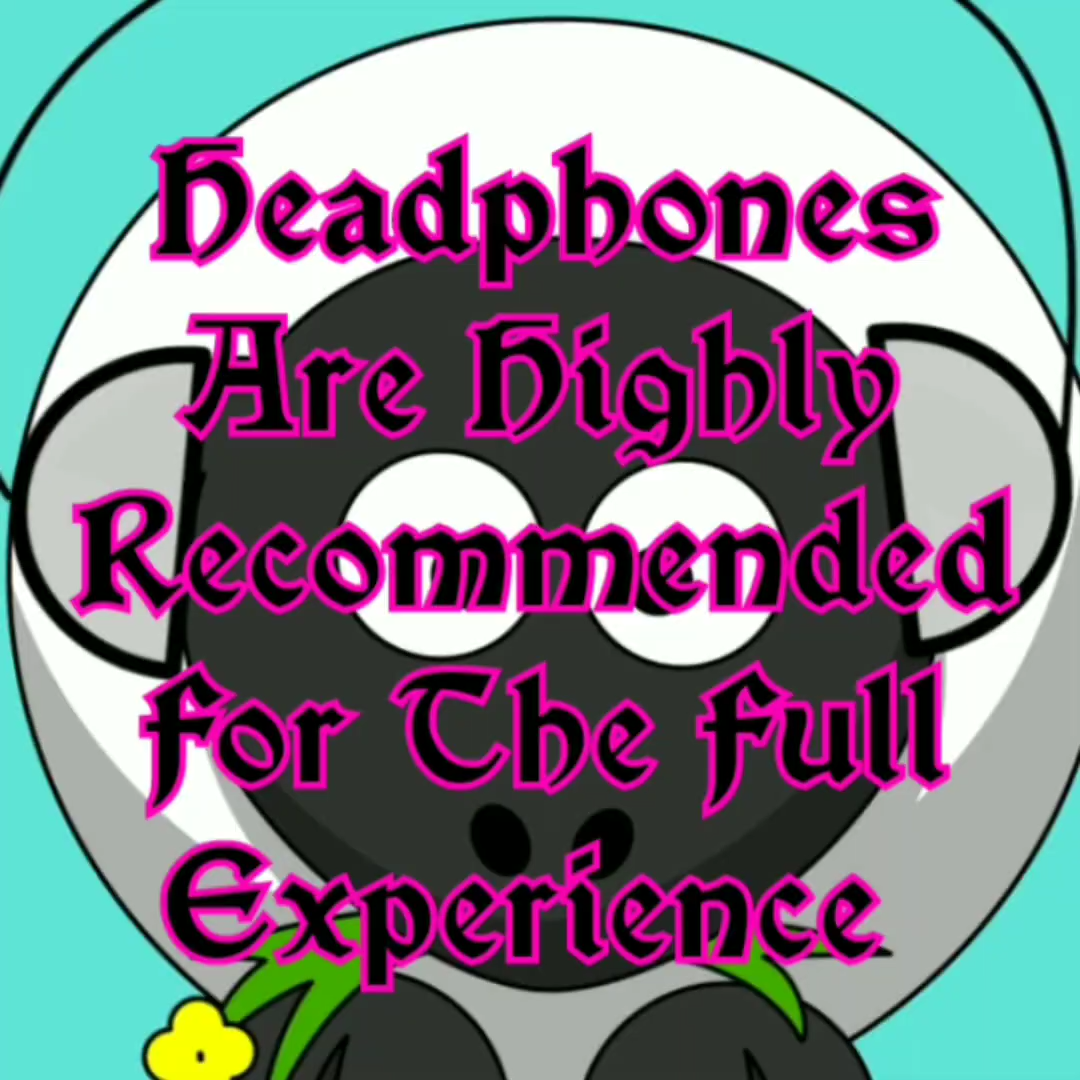 Headphones
Are Highly
Recommended
For The Full
Experience